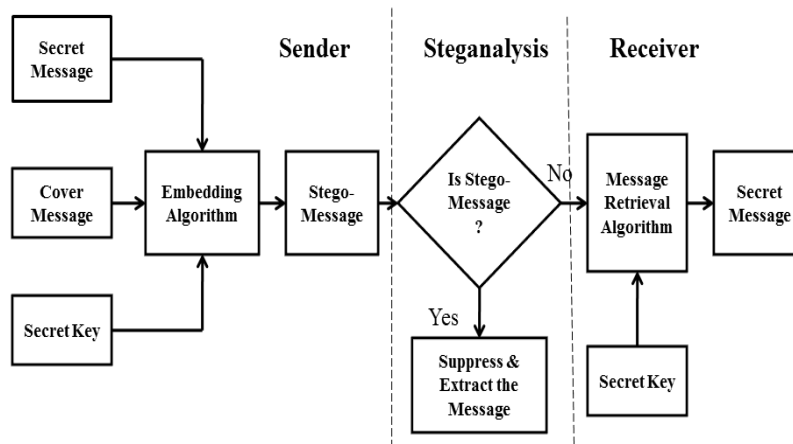 Sender
Steganalysis
Receiver
Secret
Message
Cover
Message
Secret Key
Embedding
Algorithm
Stego-
Message
Is Stego-
Message
?
No
Yes
Suppress &
Extract the
Message
Message
Retrieval
Algorithm
Secret Key
Secret
Message